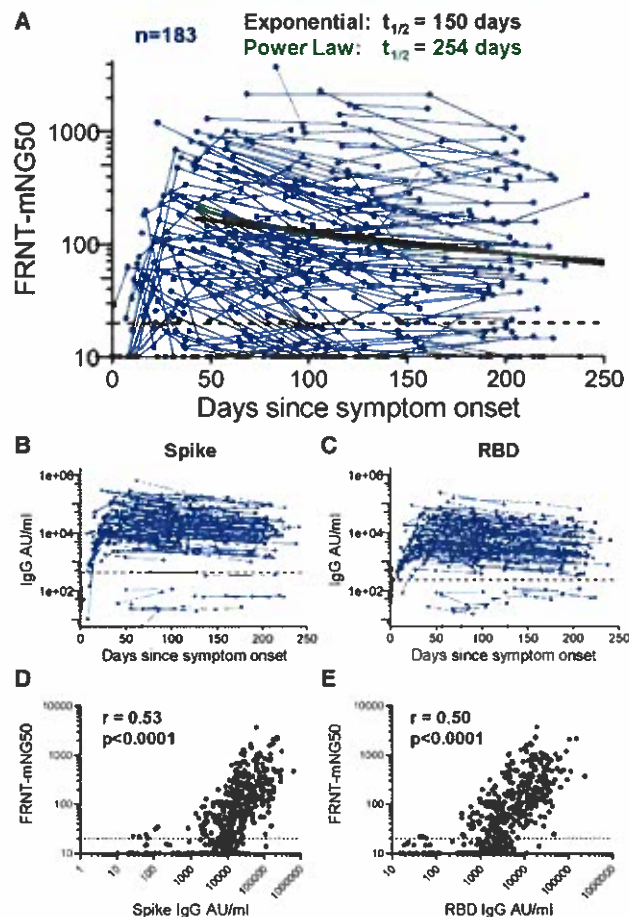 A
n=183
Exponential: t1/2 = 150 days
Power Law: t1/2 = 254 days
FRNT-mNG50
1000
100
10
0 50 100 150 200 250
Days since symptom onset
B
Spike
IgG AU/ml
1e+06
1e+04
1e+02
0 50 100 150 200 250
Days since symptom onset
C
RBD
IgG AU/ml
1e+06
1e+04
1e+02
0 50 100 150 200 250
Days since symptom onset
D
r = 0.53
p<0.0001
FRNT-mNG50
10000
1000
100
10
1 10 100 1000 10000 100000 1000000
Spike IgG AU/ml
E
r = 0.50
p<0.0001
FRNT-mNG50
10000
1000
100
10
1 10 100 1000 10000 100000 1000000
RBD IgG AU/ml